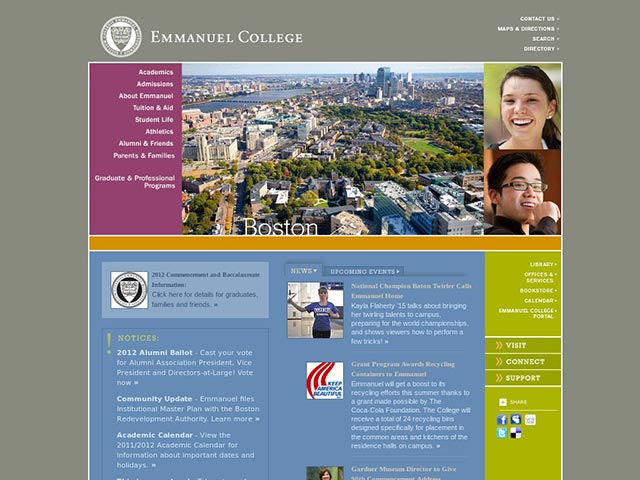 EMMANUEL COLLEGE
CONTACT US
MAPS & DIRECTIONS
SEARCH
DIRECTORY
Academics
Admissions
About Emmanuel
Tuition & Aid
Student Life
Athletics
Alumni & Friends
Parents & Families
Graduate & Professional
Programs
Boston
2012 Commencement and Baccalaureate
Information:
Click here for details for graduates,
families and friends. »
NOTICES:
2012 Alumni Ballot - Cast your vote
for Alumni Association President, Vice
President and Directors-at-Large! Vote
now »
Community Update - Emmanuel files
Institutional Master Plan with the Boston
Redevelopment Authority. Learn more »
Academic Calendar - View the
2011/2012 Academic Calendar for
information about important dates and
holidays. »
NEWS
UPCOMING EVENTS
National Champion Baton Twirler Calls
Emmanuel Home
Kayla Flaherty '15 talks about bringing
her twirling talents to campus,
preparing for the world championships,
and shows viewers how to perform a
few tricks! »
KEEP
AMERICA
BEAUTIFUL
Grant Program Awards Recycling
Containers to Emmanuel
Emmanuel will get a boost to its
recycling efforts this summer thanks to
a grant made possible by The
Coca-Cola Foundation. The College will
receive a total of 24 recycling bins
designed specifically for placement in
the common areas and kitchens of the
residence halls on campus. »
Gardner Museum Director to Give
90th Commencement Address
LIBRARY
OFFICES &
SERVICES
BOOKSTORE
CALENDAR
EMMANUEL COLLEGE
PORTAL
VISIT
CONNECT
SUPPORT
SHARE